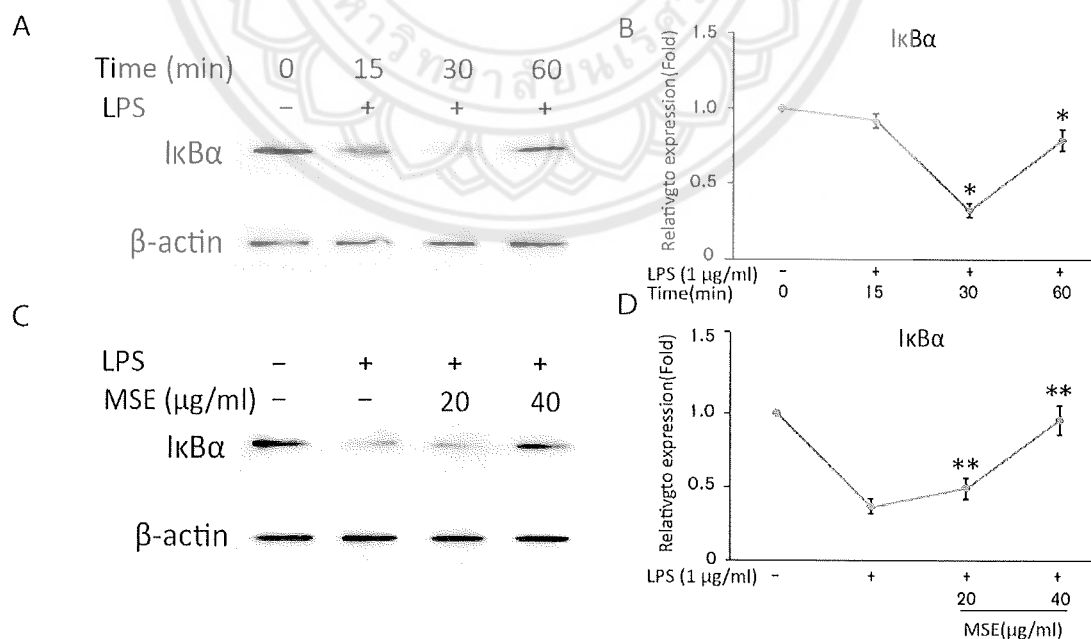 A
Time (min) 0 15 30 60
LPS – + + +
IκBα
β-actin
B
IκBα
Relativgto expression(Fold)
1.5
1.0
0.5
0
*
*
LPS (1 µg/ml) - + + +
Time(min) 0 15 30 60
C
LPS – + + +
MSE (µg/ml) – – 20 40
IκBα
β-actin
D
IκBα
Relativgto expression(Fold)
1.5
1.0
0.5
0
**
**
LPS (1 µg/ml) - + + +
20 40
MSE(µg/ml)